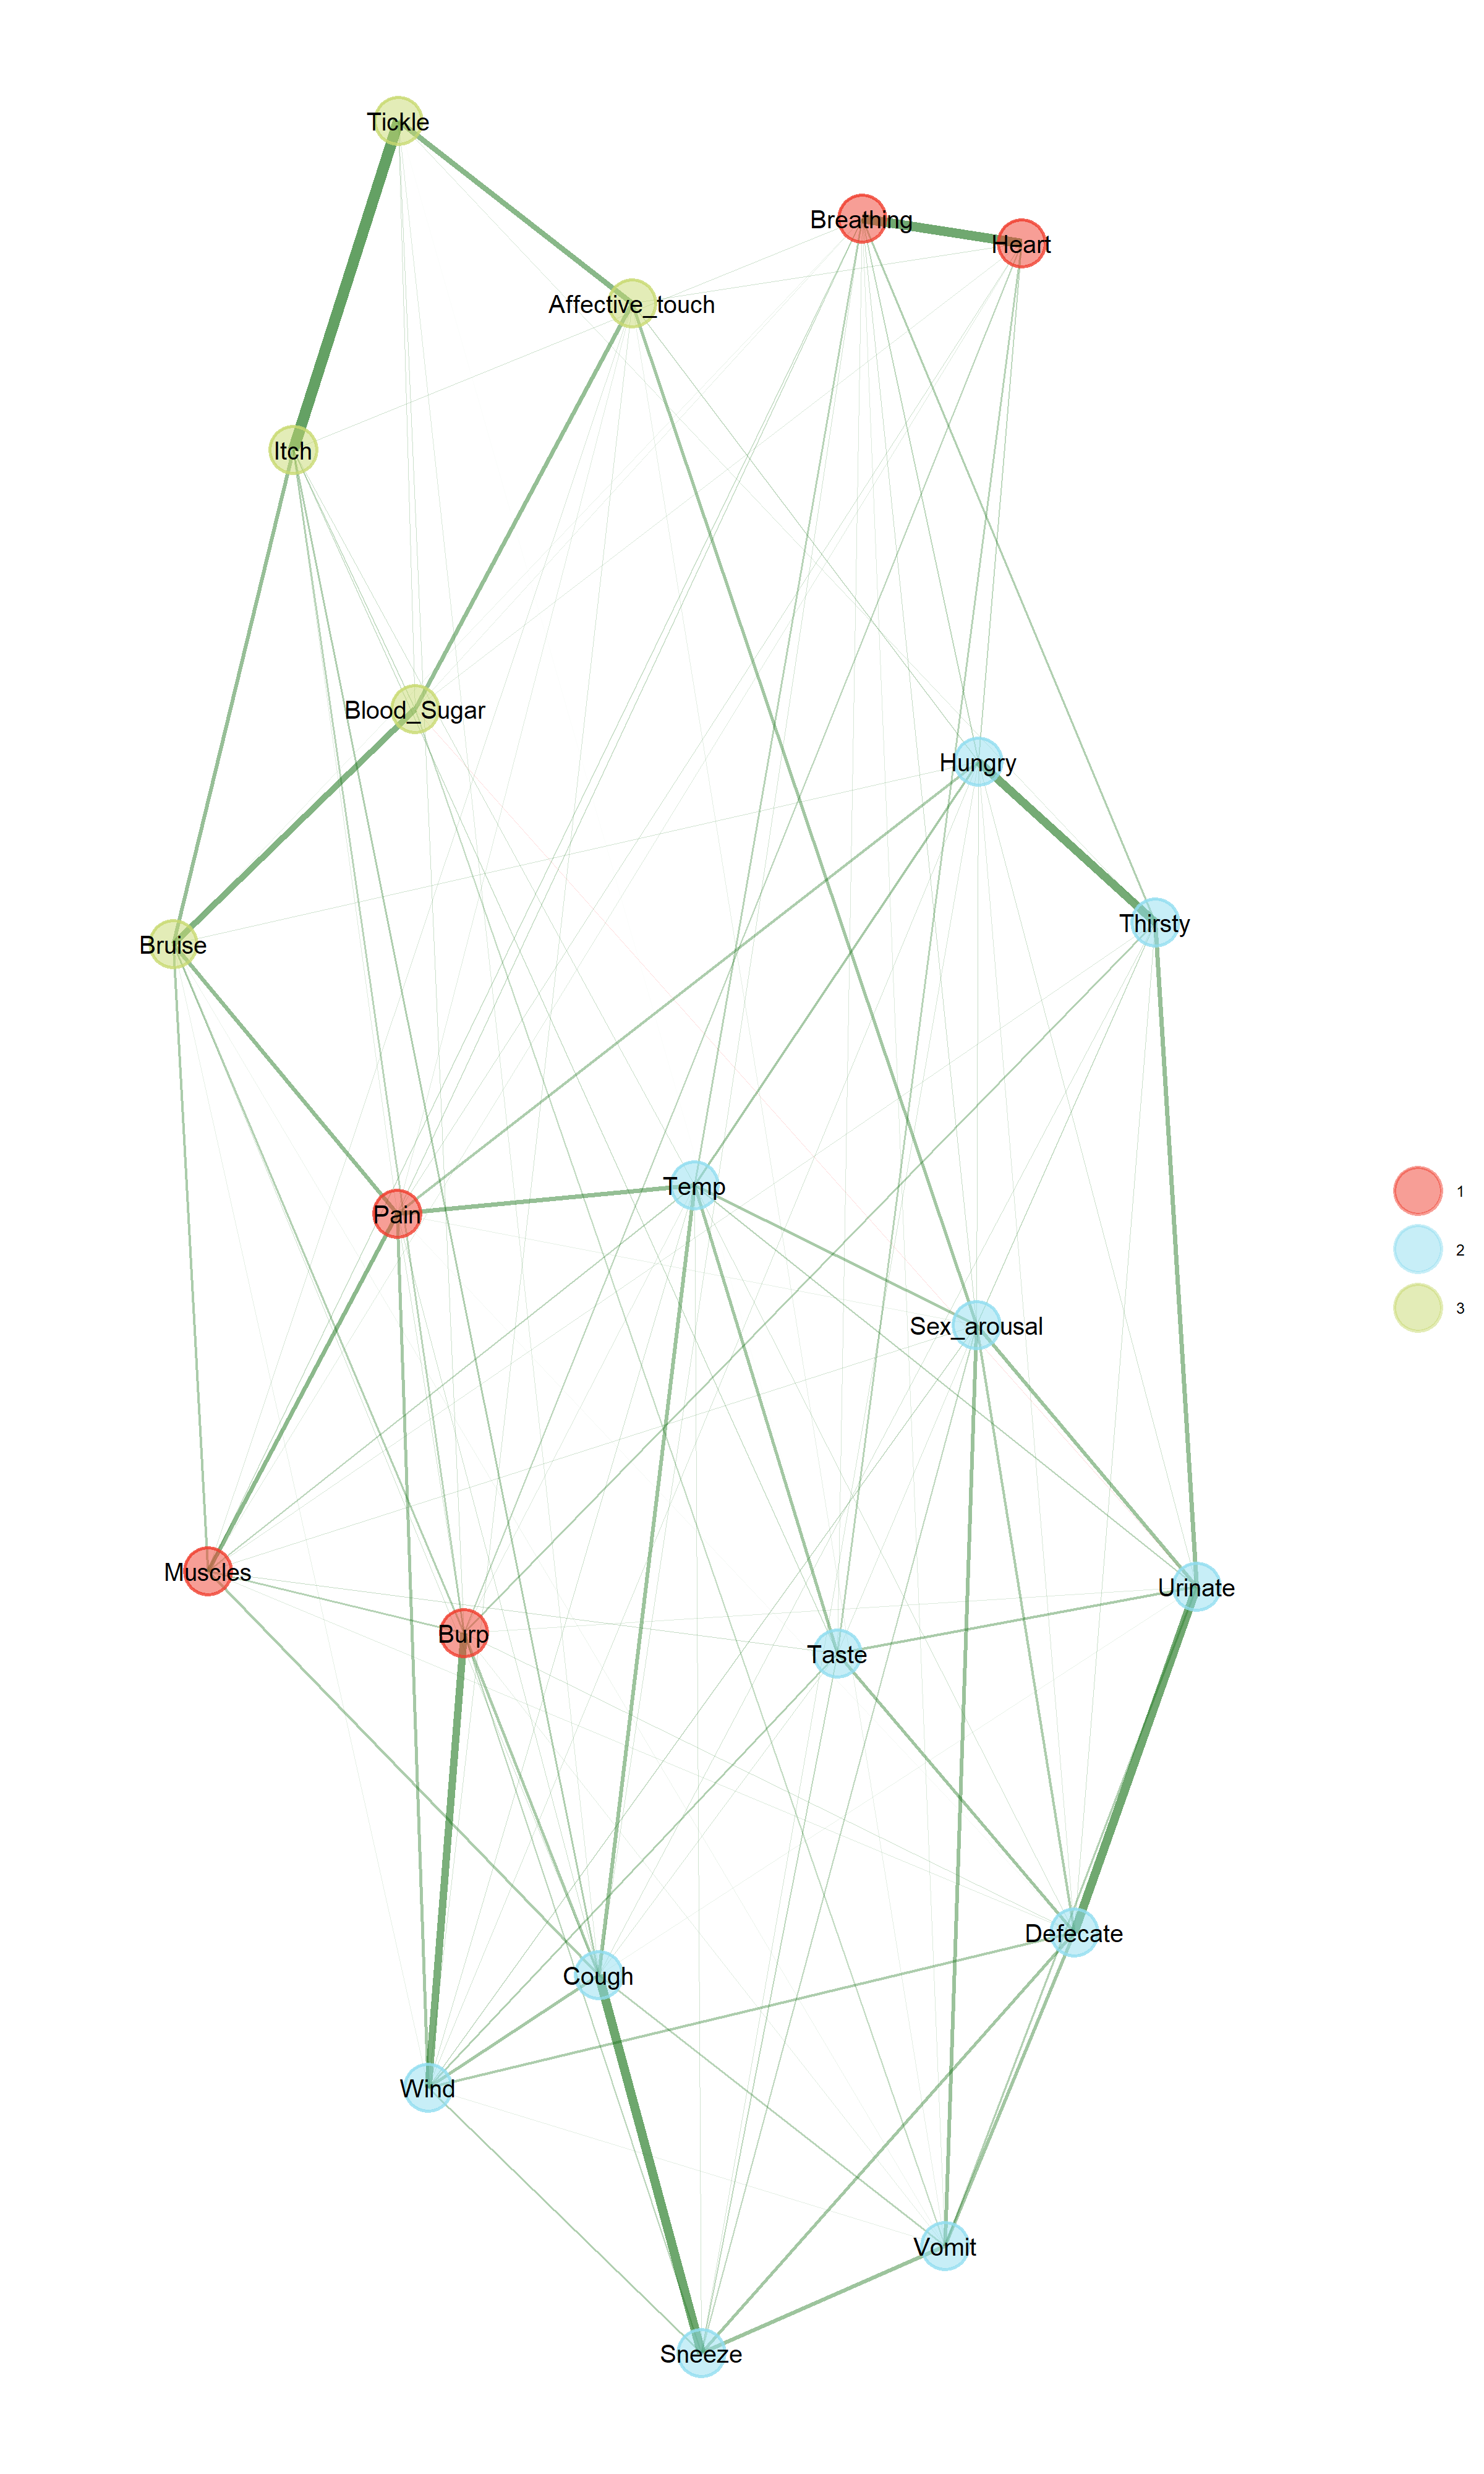 Tickle
Breathing
Heart
Affective_touch
Itch
Blood_Sugar
Hungry
Thirsty
Bruise
Temp
Pain
1
2
3
Sex_arousal
Muscles
Urinate
Burp
Taste
Defecate
Cough
Wind
Vomit
Sneeze